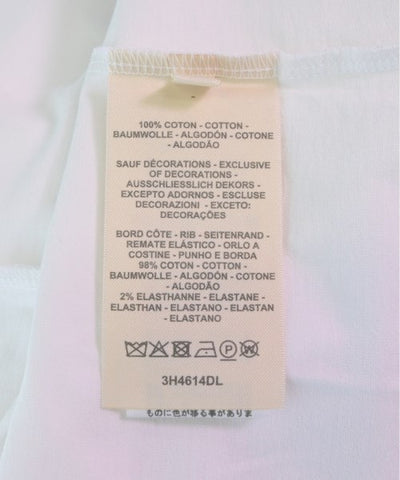 100% COTON - COTTON -
BAUMWOLLE - ALGODÓN - COTONE
- ALGODÃO
SAUF DÉCORATIONS - EXCLUSIVE
OF DECORATIONS -
AUSSCHLIESSLICH DEKORS -
EXCEPTO ADORNOS - ESCLUSE
DECORAZIONI - EXCETO:
DECORAÇÕES
BORD CÔTE - RIB - SEITENRAND -
REMATE ELÁSTICO - ORLO A
COSTINE - PUNHO E BORDA
98% COTON - COTTON -
BAUMWOLLE - ALGODÓN - COTONE
- ALGODÃO
2% ELASTHANNE - ELASTANE -
ELASTHAN - ELASTANO - ELASTAN
- ELASTANO
P W
3H4614DL
ものに色が移る事がありま